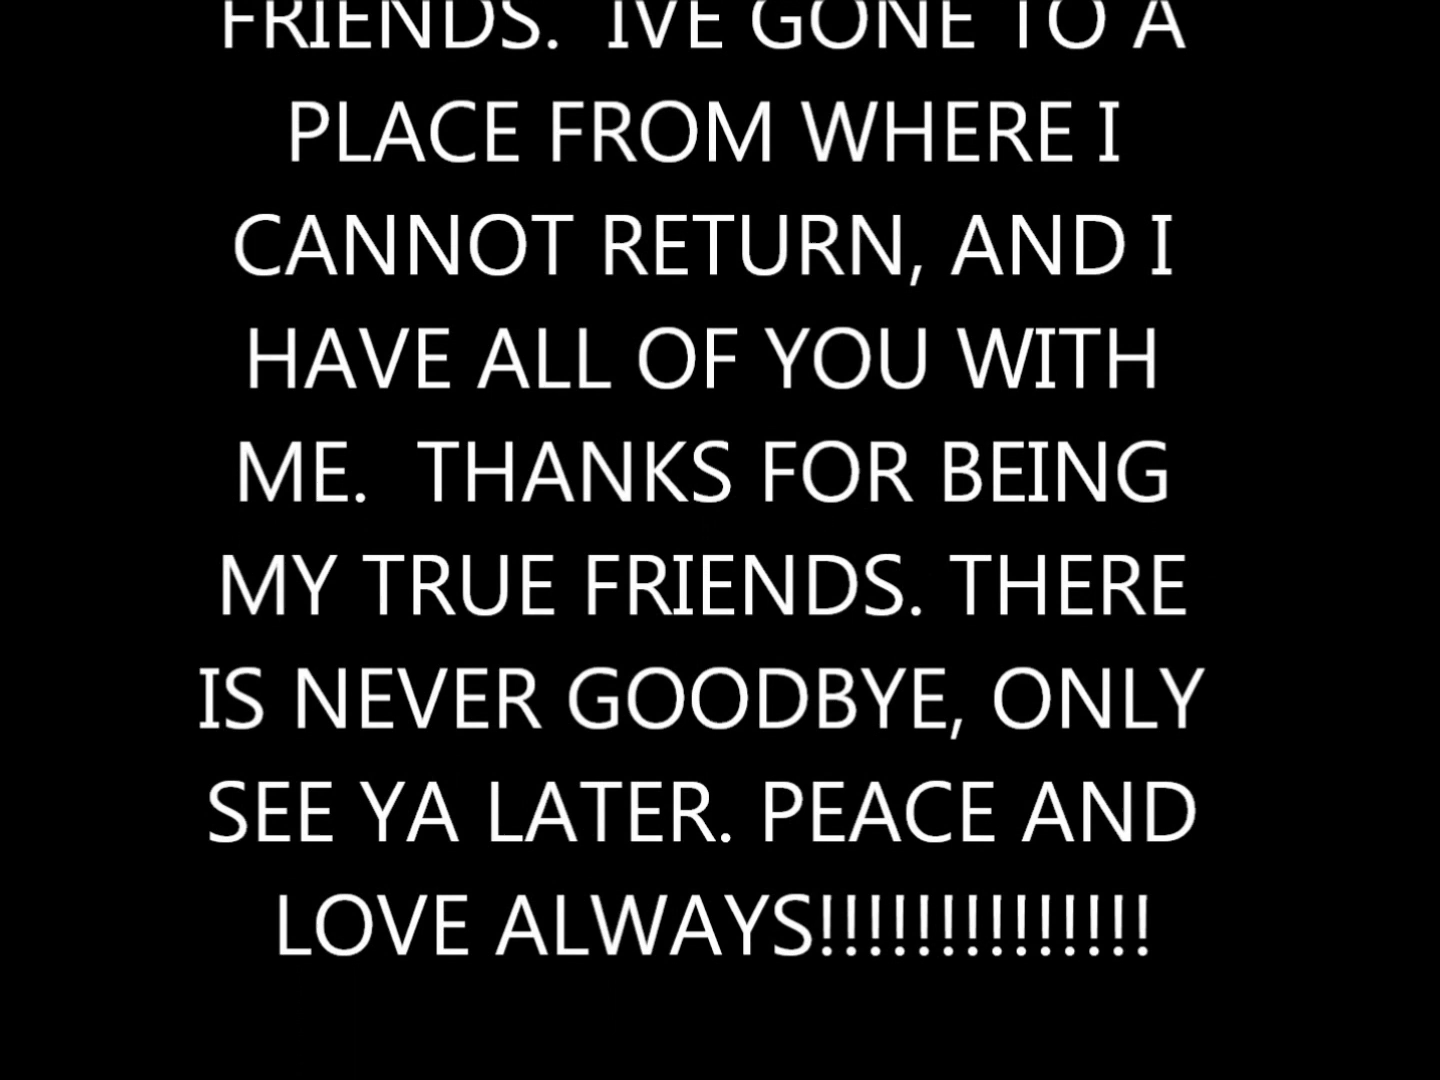 FRIENDS.  IVE GONE TO A
PLACE FROM WHERE I
CANNOT RETURN, AND I
HAVE ALL OF YOU WITH
ME.  THANKS FOR BEING
MY TRUE FRIENDS. THERE
IS NEVER GOODBYE, ONLY
SEE YA LATER. PEACE AND
LOVE ALWAYS!!!!!!!!!!!!!!